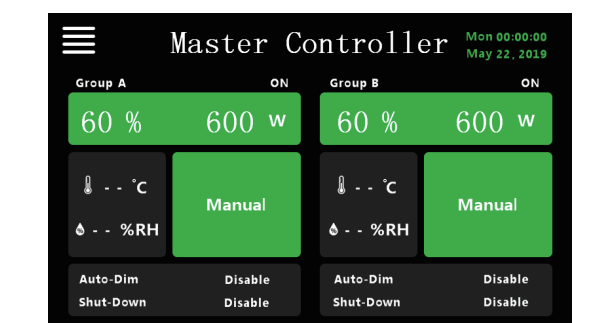 Master Controller
Mon 00:00:00
May 22, 2019
Group A ON
Group B ON
60 % 600 W
60 % 600 W
- - °C
- - %RH
Manual
- - °C
- - %RH
Manual
Auto-Dim Disable
Shut-Down Disable
Auto-Dim Disable
Shut-Down Disable